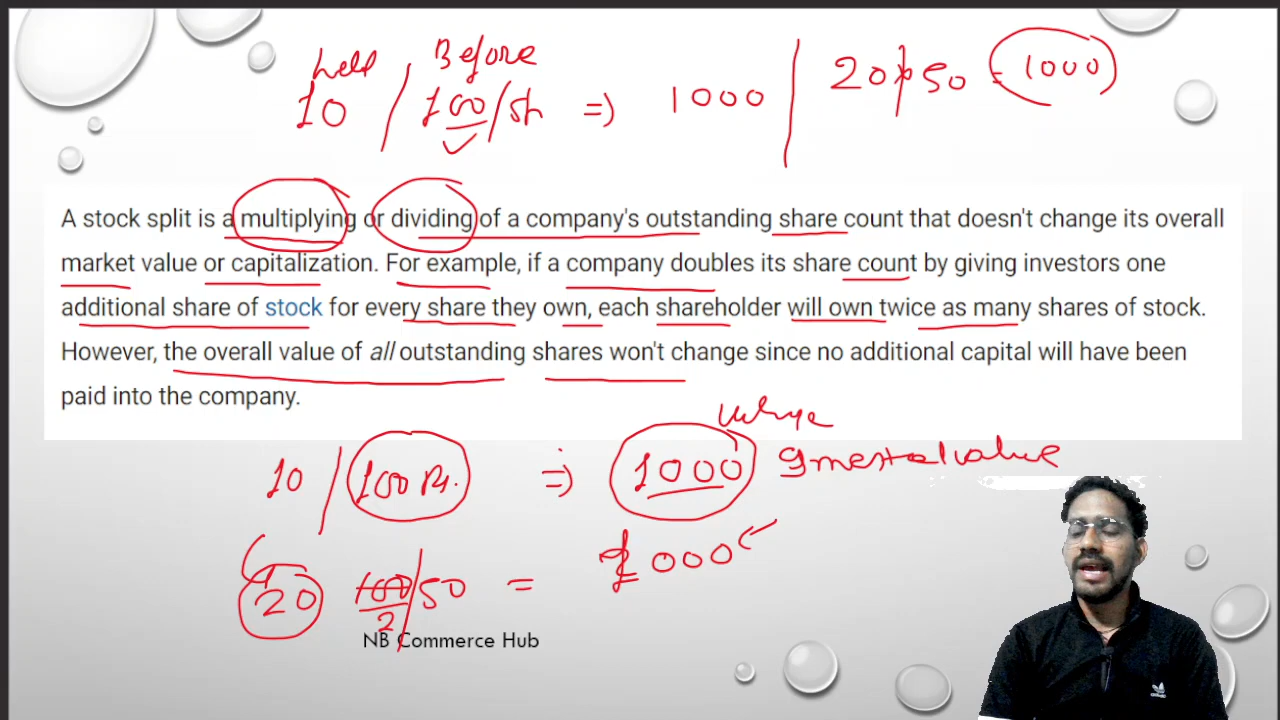 held Before
10 / 100/sh => 1000 | 20 50 = 1000
A stock split is a multiplying or dividing of a company's outstanding share count that doesn't change its overall
market value or capitalization. For example, if a company doubles its share count by giving investors one
additional share of stock for every share they own, each shareholder will own twice as many shares of stock.
However, the overall value of all outstanding shares won't change since no additional capital will have been
paid into the company.
10 / 100 => 1000
20 100/2 / 50 = 000
NB Commerce Hub